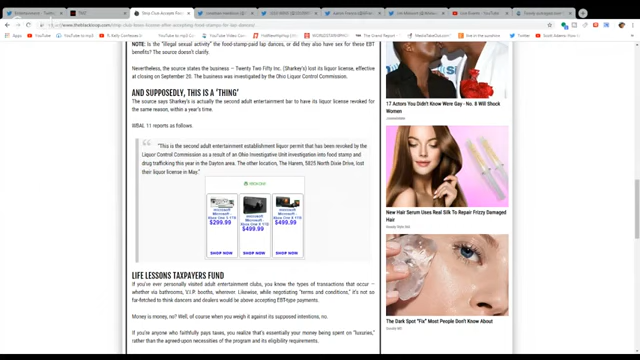 NOTE: Is the "illegal sexual activity" the food-stamp-paid lap dances, or did they also have sex for these EBT
benefits? The source doesn't clarify.
Nevertheless, the source states the business – Twenty Two Fifty Inc. (Sharkey's) lost its license, effective
at closing on September 20. The business was investigated by the Ohio Liquor Control Commission.
AND SUPPOSEDLY, THIS IS A 'THING'
The source says Sharkey's is actually the second adult entertainment bar to have its liquor license revoked for
the same reason, within a year's time.
WBAL 11 reports as follows.
"This is the second adult entertainment establishment liquor permit that has been revoked by the
Liquor Control Commission as a result of an Ohio Investigative Unit investigation into food stamp and
drug trafficking this year in the Dayton area. The other location, The Harem, 5025 North Dixie Drive, lost
their liquor license in May."
$299.99
$499.99
$499.99
SHOP NOW
SHOP NOW
SHOP NOW
LIFE LESSONS TAXPAYERS FUND
If you've ever personally visited adult entertainment clubs, you know the types of transactions that occur –
whether via bathrooms, V.I.P. booths, wherever. Likewise, while negotiating "terms and conditions", it's not so
far-fetched to think dancers and dealers would be above accepting EBT-type payments.
Money is money, no? Well, of course when you weigh it against its supposed intentions, no.
If you're anyone who faithfully pays taxes, you realize that's essentially your money being spent on "luxuries",
rather than the agreed-upon necessities of the program and its eligibility requirements.
17 Actors You Didn't Know Were Gay - No. 8 Will Shock
Women
New Hair Serum Uses Real Silk To Repair Frizzy Damaged
Hair
The Dark Spot "Fix" Most People Don't Know About